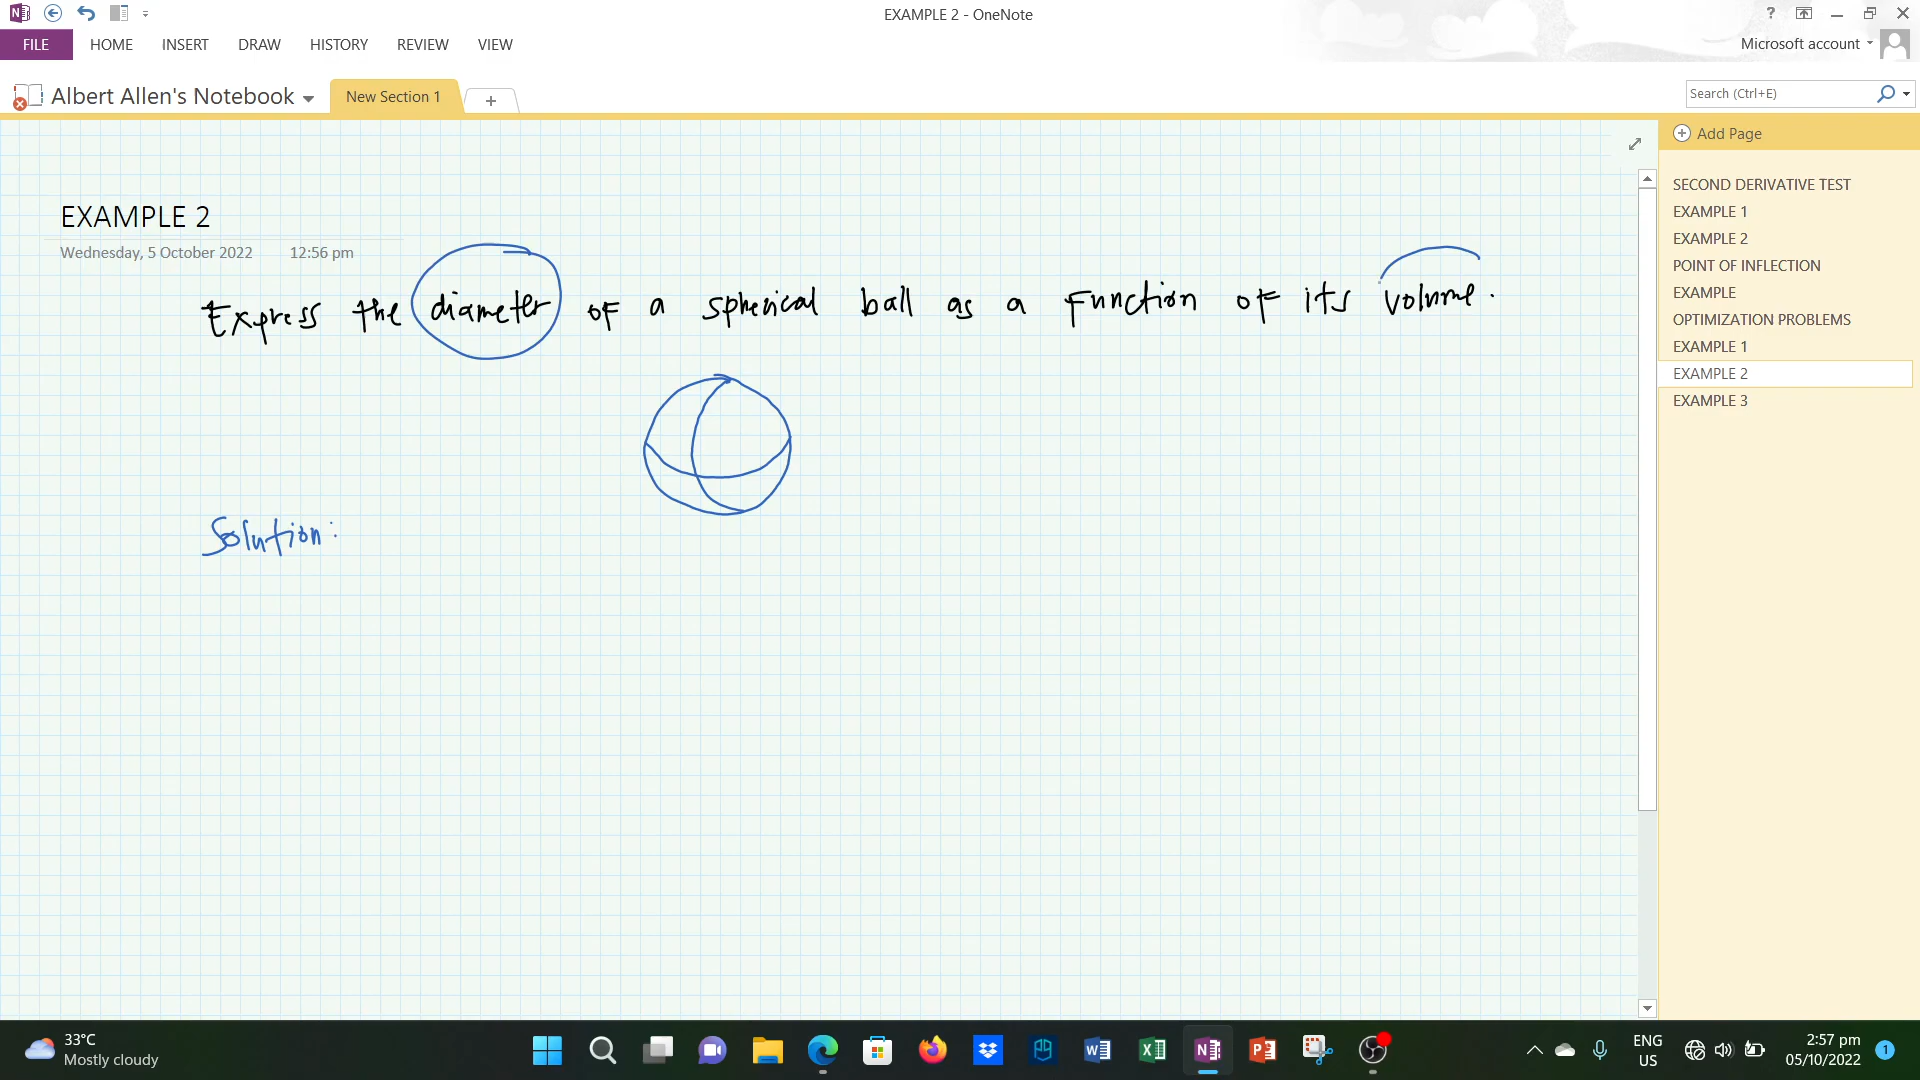 EXAMPLE 2 - OneNote
FILE HOME INSERT DRAW HISTORY REVIEW VIEW
Microsoft account
Albert Allen's Notebook
New Section 1
Search (Ctrl+E)
Add Page
EXAMPLE 2
Wednesday, 5 October 2022 12:56 pm
Express the diameter of a spherical ball as a function of its volume.
Solution:
SECOND DERIVATIVE TEST
EXAMPLE 1
EXAMPLE 2
POINT OF INFLECTION
EXAMPLE
OPTIMIZATION PROBLEMS
EXAMPLE 1
EXAMPLE 2
EXAMPLE 3
33°C
Mostly cloudy
ENG
US
2:57 pm
05/10/2022
1